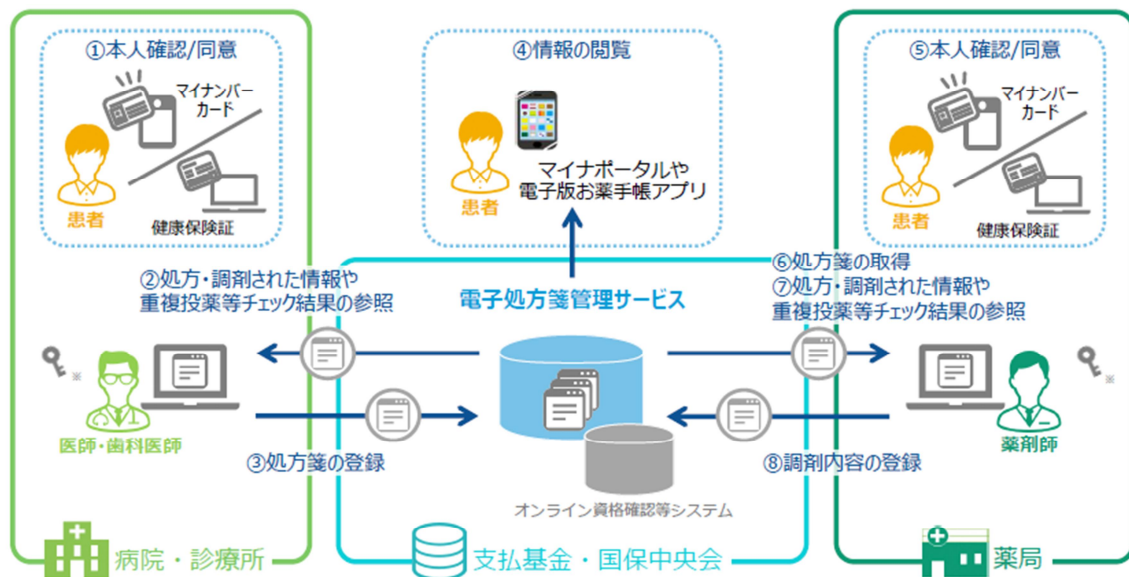 ①本人確認/同意
マイナンバー
カード
患者
健康保険証
④情報の閲覧
患者
マイナポータルや
電子版お薬手帳アプリ
⑤本人確認/同意
マイナンバー
カード
患者
健康保険証
②処方・調剤された情報や
重複投薬等チェック結果の参照
電子処方箋管理サービス
⑥処方箋の取得
⑦処方・調剤された情報や
重複投薬等チェック結果の参照
※
医師・歯科医師
③処方箋の登録
※
薬剤師
⑧調剤内容の登録
オンライン資格確認等システム
病院・診療所
支払基金・国保中央会
薬局